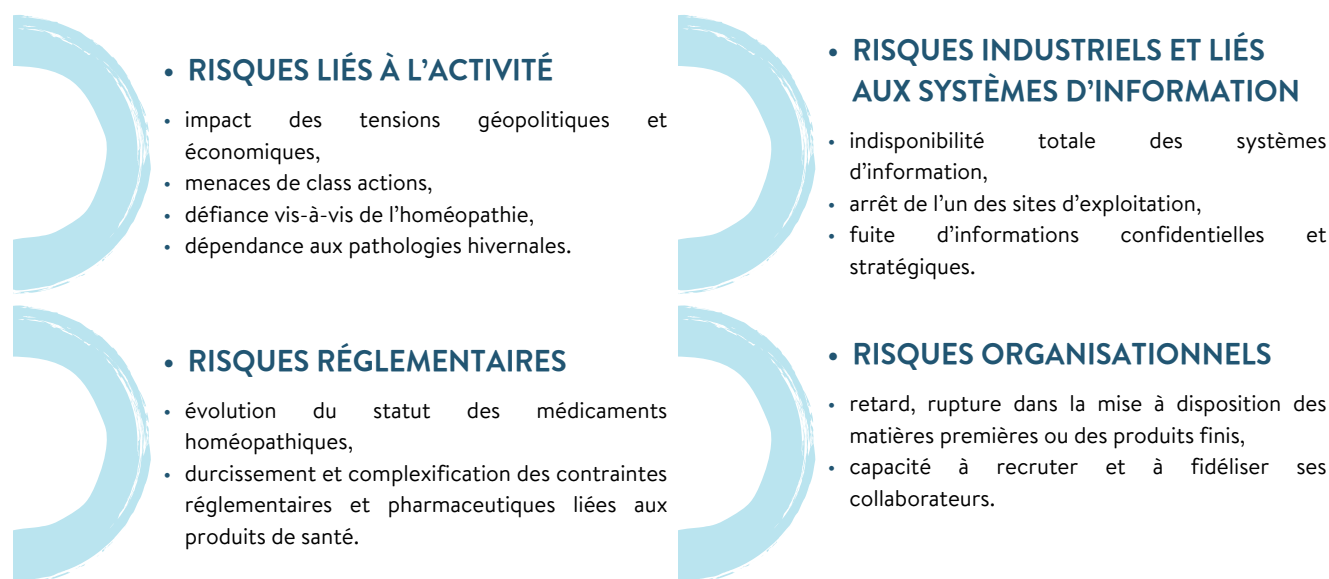 • RISQUES LIÉS À L’ACTIVITÉ
• impact des tensions géopolitiques et
économiques,
• menaces de class actions,
• défiance vis-à-vis de l’homéopathie,
• dépendance aux pathologies hivernales.
• RISQUES INDUSTRIELS ET LIÉS
AUX SYSTÈMES D’INFORMATION
• indisponibilité totale des systèmes
d’information,
• arrêt de l’un des sites d’exploitation,
• fuite d’informations confidentielles et
stratégiques.
• RISQUES RÉGLEMENTAIRES
• évolution du statut des médicaments
homéopathiques,
• durcissement et complexification des contraintes
réglementaires et pharmaceutiques liées aux
produits de santé.
• RISQUES ORGANISATIONNELS
• retard, rupture dans la mise à disposition des
matières premières ou des produits finis,
• capacité à recruter et à fidéliser ses
collaborateurs.